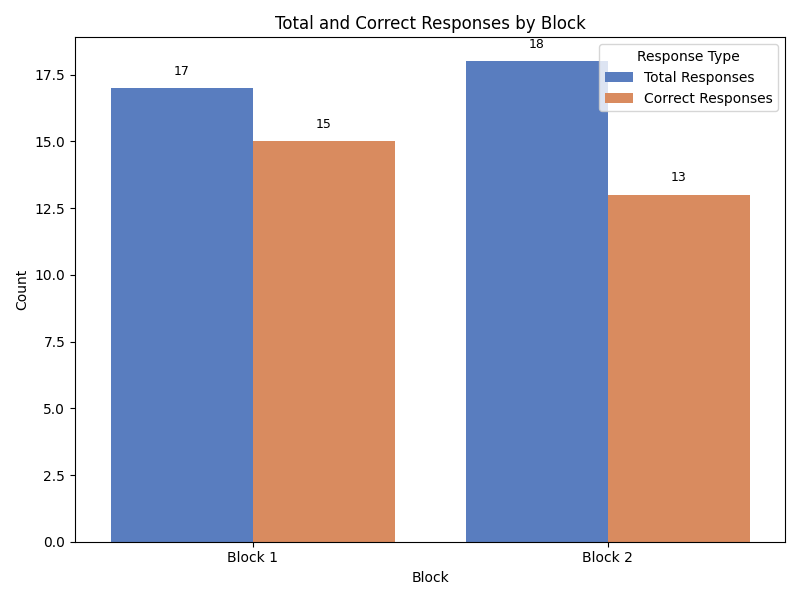 Total and Correct Responses by Block
Response Type
Total Responses
Correct Responses
17
15
18
13
Count
17.5
15.0
12.5
10.0
7.5
5.0
2.5
0.0
Block 1
Block 2
Block